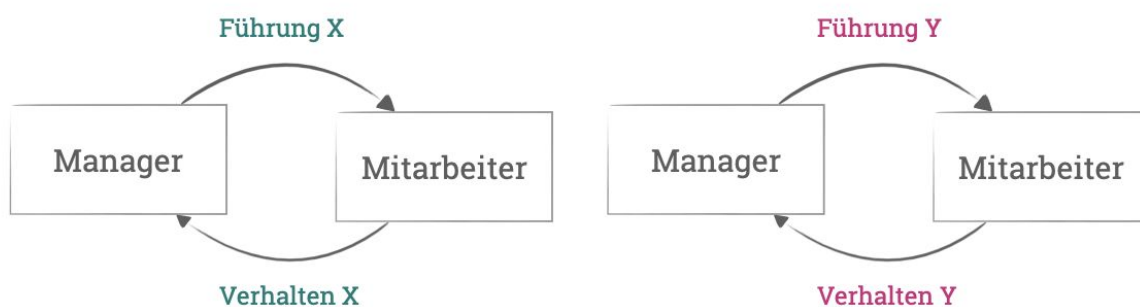 Führung X
Manager
Mitarbeiter
Verhalten X
Führung Y
Manager
Mitarbeiter
Verhalten Y